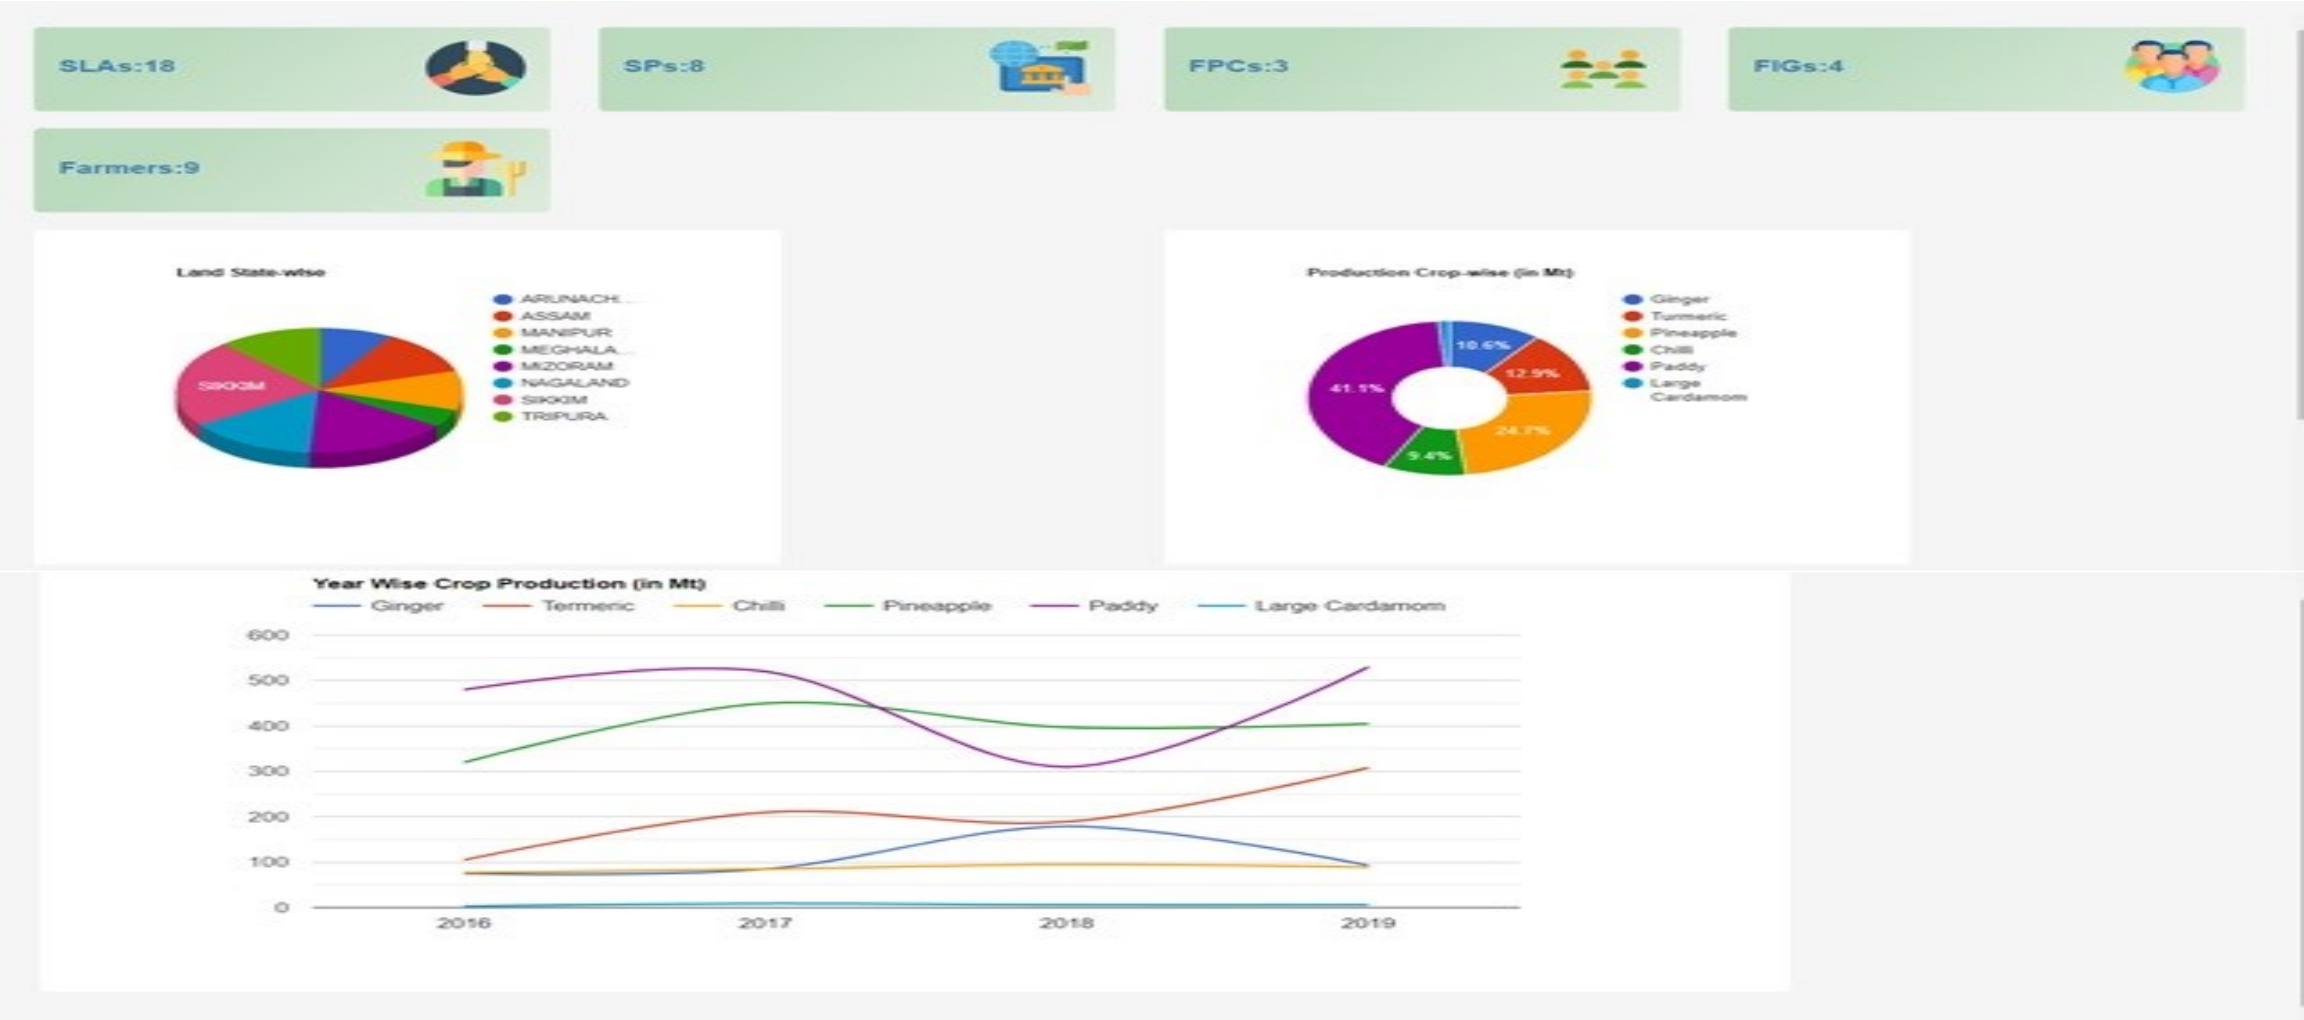 SLAs:18
SPs:8
FPCs:3
FIGs:4
Farmers:9
Land State-wise
ARUNACH...
ASSAM
MANIPUR
MEGHALA...
MIZORAM
NAGALAND
SIKKIM
TRIPURA
SIKKIM
Production Crop-wise (in Mt)
Ginger
Turmeric
Pineapple
Chilli
Paddy
Large
Cardamom
10.6%
12.9%
24.7%
9.4%
41.1%
Year Wise Crop Production (in Mt)
Ginger Termeric Chilli Pineapple Paddy Large Cardamom
600
500
400
300
200
100
0
2016 2017 2018 2019